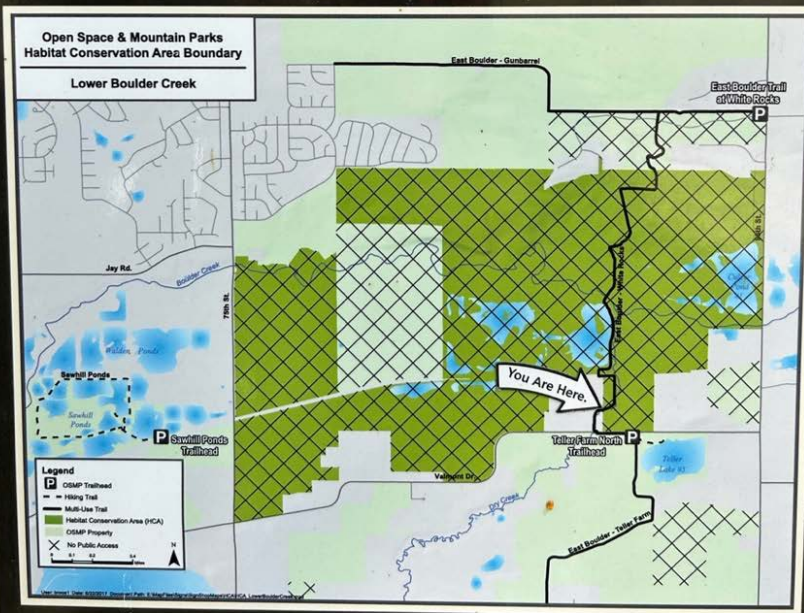 Open Space & Mountain Parks
Habitat Conservation Area Boundary
Lower Boulder Creek
East Boulder - Gunbarrel
East Boulder Trail
at White Rocks
P
Jay Rd.
Boulder Creek
75th St.
East Boulder - White Rocks
Pond
Walden Ponds
Sawhill Ponds
Sawhill
Ponds
P
Sawhill Ponds
Trailhead
You Are Here.
Teller Farm North
Trailhead
P
Teller
Lake #1
Valmont Dr.
Dry Creek
East Boulder - Teller Farm
Legend
P OSMP Trailhead
Hiking Trail
Multi-Use Trail
Habitat Conservation Area (HCA)
OSMP Property
No Public Access
N
Miles